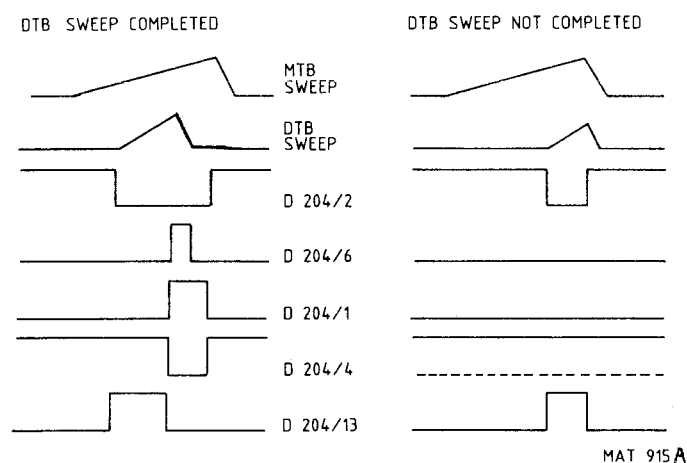 DTB SWEEP COMPLETED
DTB SWEEP NOT COMPLETED
MTB
SWEEP
DTB
SWEEP
D 204/2
D 204/6
D 204/1
D 204/4
D 204/13
MAT 915A